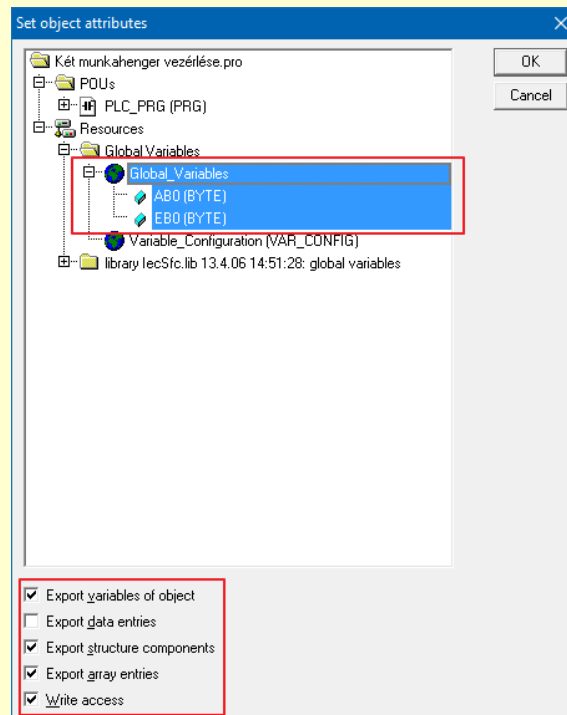 Set object attributes
Két munkahenger vezérlése.pro
OK
POUs
Cancel
PLC_PRG (PRG)
Resources
Global Variables
Global_Variables
AB0 (BYTE)
EB0 (BYTE)
Variable_Configuration (VAR_CONFIG)
library IecSfc.lib 13.4.06 14:51:28: global variables
Export variables of object
Export data entries
Export structure components
Export array entries
Write access